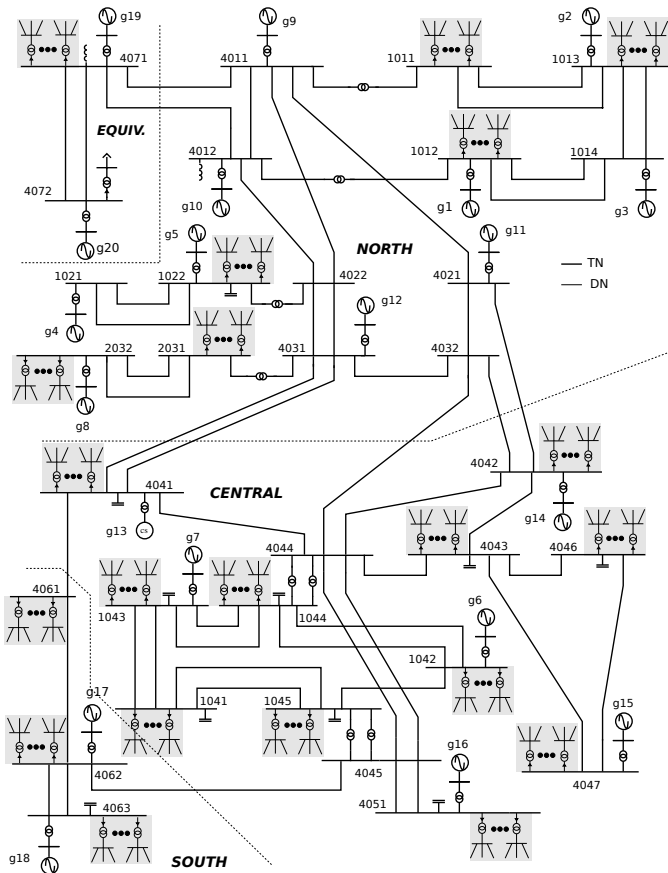 g19
g9
g2
4071
4011
1011
1013
g3
EQUIV.
4012
1012
1014
4072
g10
g1
g3
g20
g5
NORTH
g11
1021
1022
4022
4021
TN
DN
g4
g12
2032
2031
4031
4032
g8
4041
CENTRAL
4042
g13
cs
g14
g7
4044
4043
4046
4061
1043
1044
g6
1042
g17
1041
1045
g15
4062
4045
g16
4047
4063
4051
g18
SOUTH